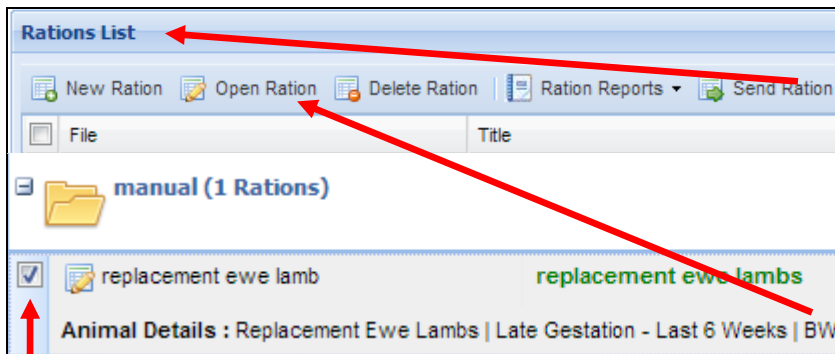 Rations List
New Ration Open Ration Delete Ration Ration Reports Send Ration
File Title
manual (1 Rations)
replacement ewe lamb replacement ewe lambs
Animal Details : Replacement Ewe Lambs | Late Gestation - Last 6 Weeks | BW